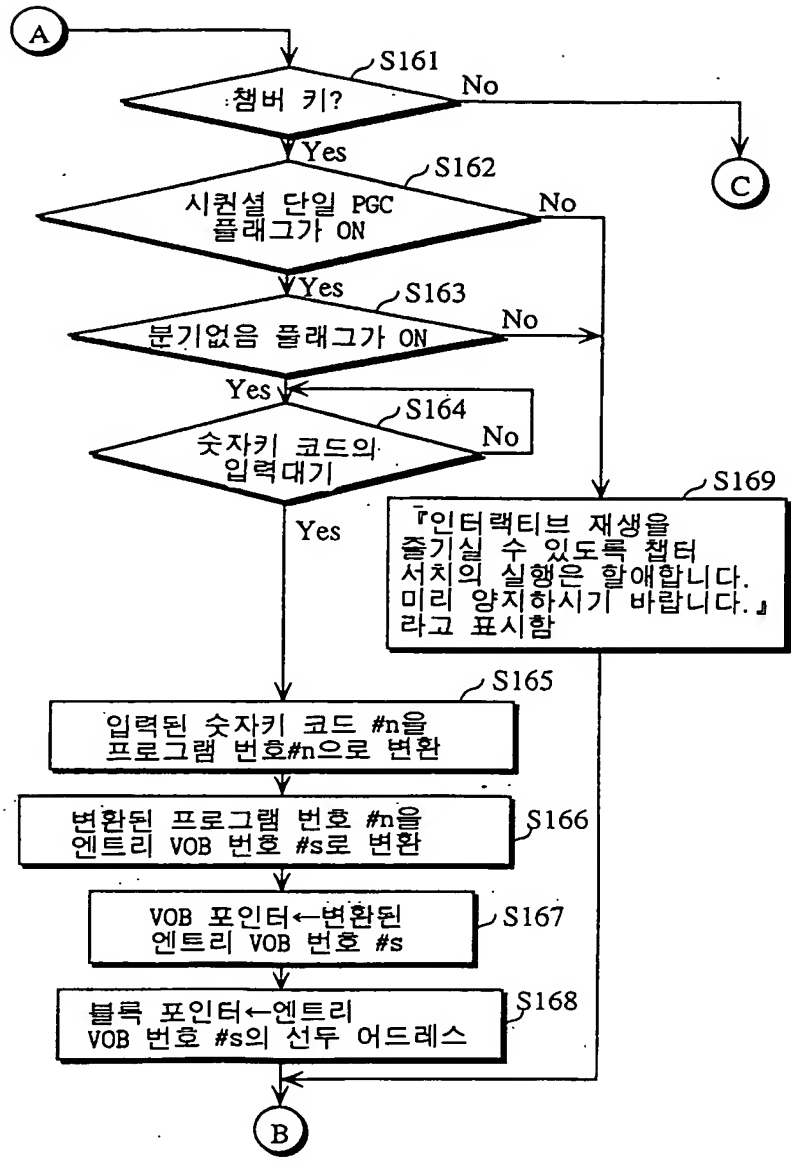 A
S161
챔버 키?
No
Yes
C
S162
시퀀셜 단일 PGC
플래그가 ON
No
Yes
S163
분기없음 플래그가 ON
No
Yes
S164
숫자키 코드의
입력대기
No
Yes
S169
『인터랙티브 재생을
즐기실 수 있도록 챕터
서치의 실행은 할애합니다.
미리 양지하시기 바랍니다.』
라고 표시함
S165
입력된 숫자키 코드 #n을
프로그램 번호#n으로 변환
변환된 프로그램 번호 #n을
엔트리 VOB 번호 #s로 변환
S166
VOB 포인터←변환된
엔트리 VOB 번호 #s
S167
블록 포인터←엔트리
VOB 번호 #s의 선두 어드레스
S168
B